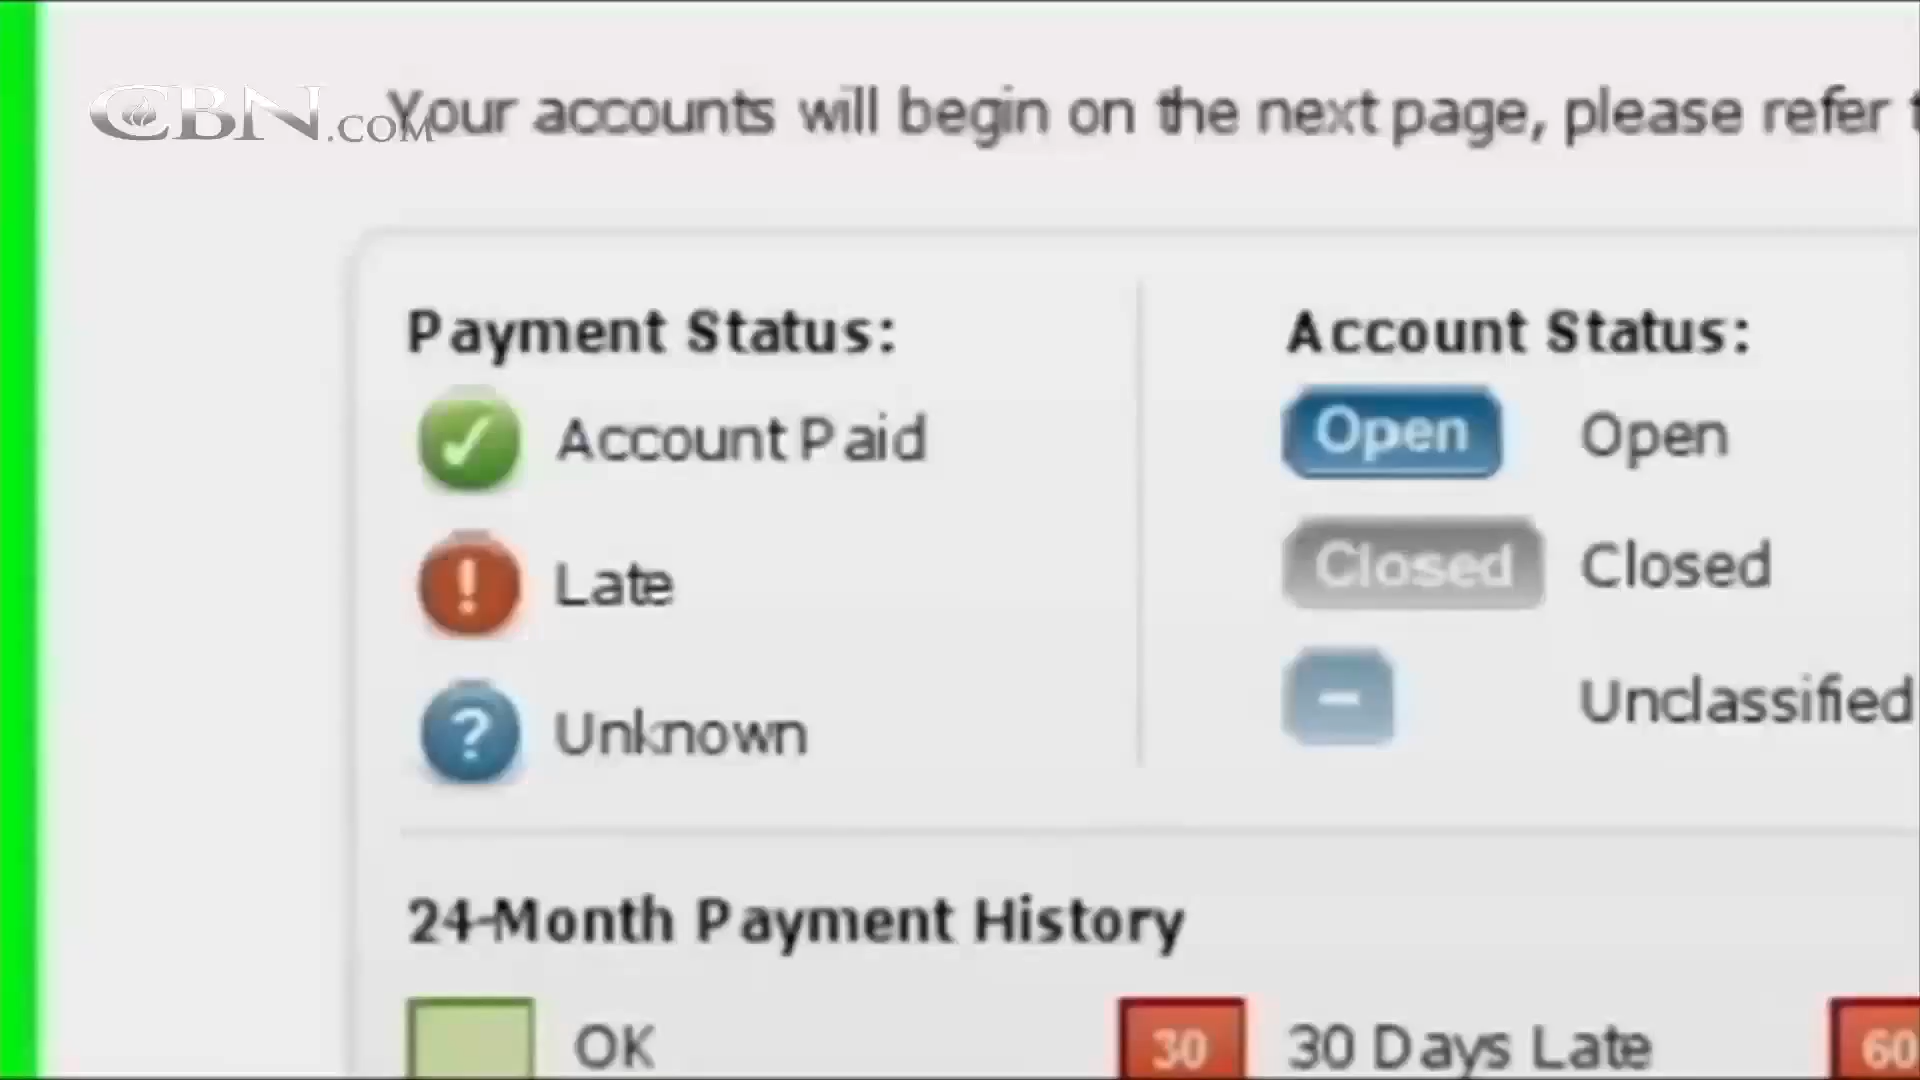 CBN.COM
Your accounts will begin on the next page, please refer
Payment Status:
Account Paid
Late
Unknown
Account Status:
Open Open
Closed Closed
Unclassified
24-Month Payment History
OK
30 30 Days Late
60